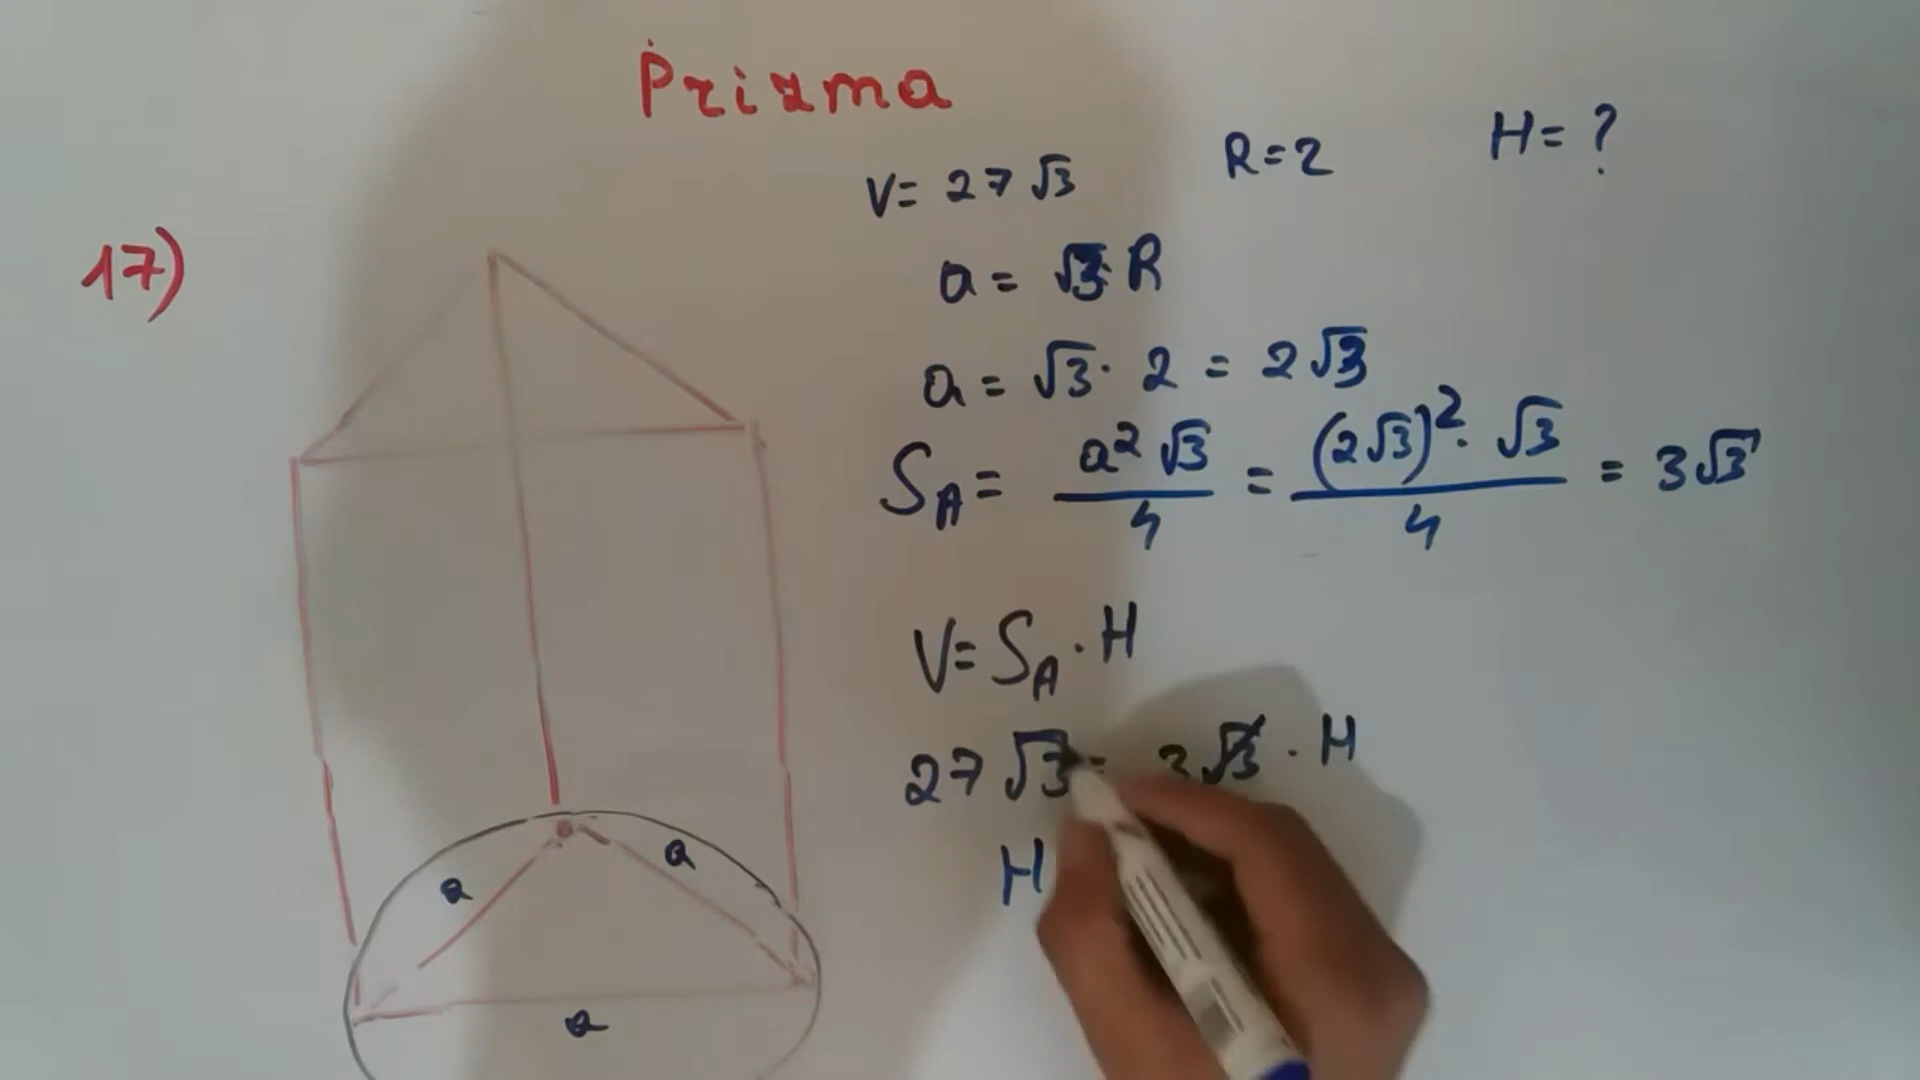 Prizma
V= 27√3 R=2 H= ?
17)
a = √3·R
a = √3 · 2 = 2√3
S_A = a²√3/4 = (2√3)² · √3/4 = 3√3
V= S_A · H
27√3 = 3√3 · H
H
a a
a